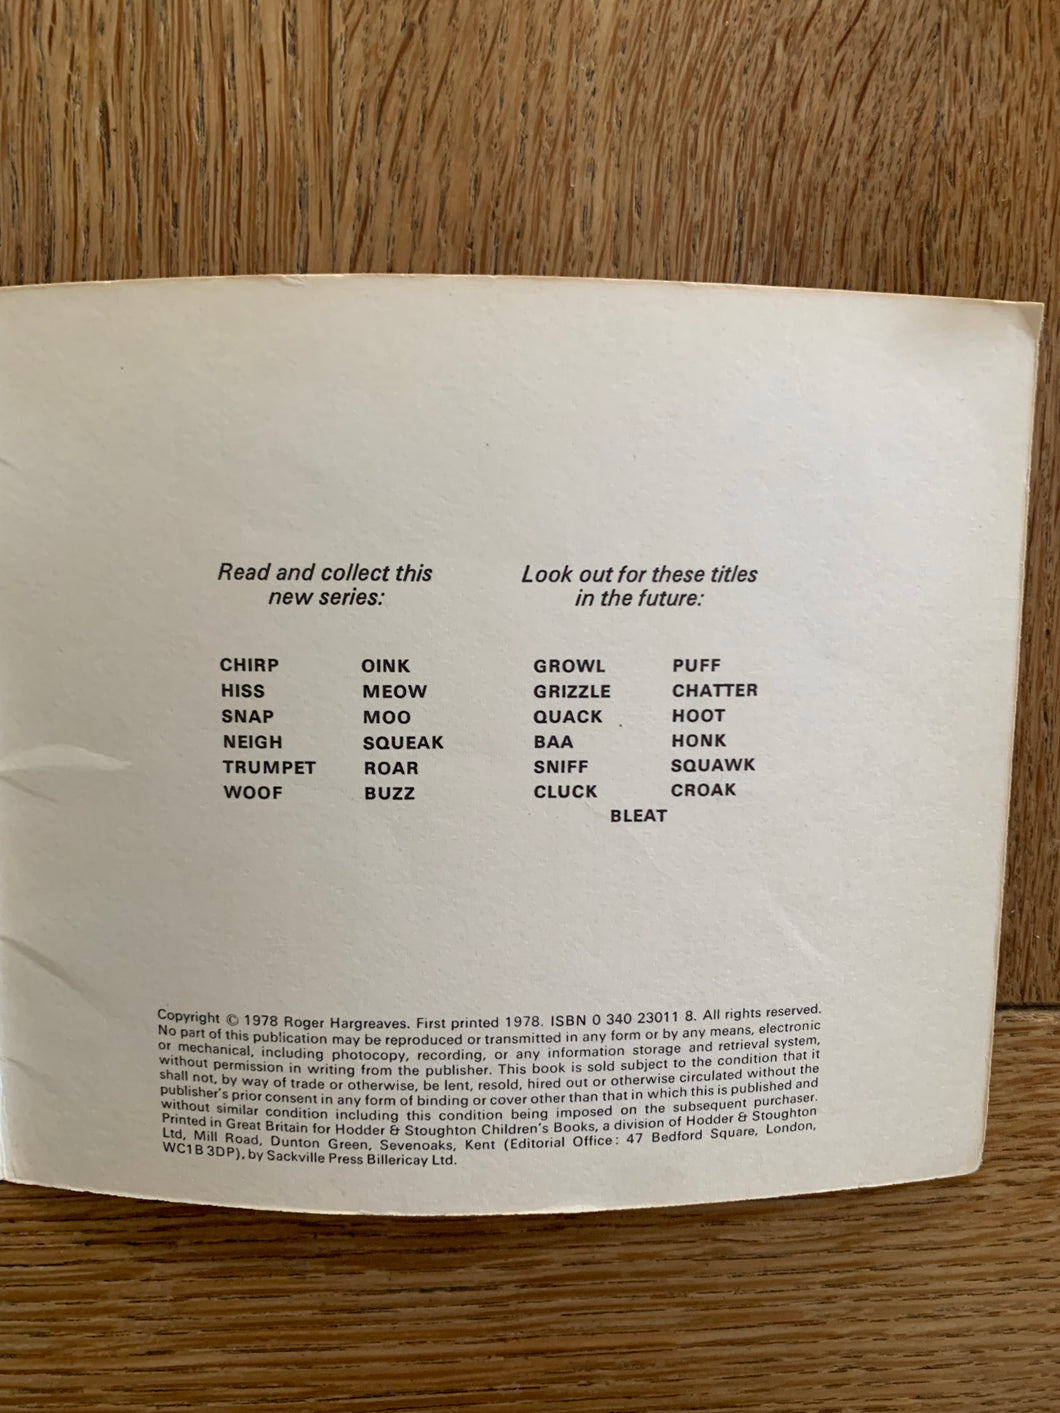 Read and collect this
new series:
CHIRP
HISS
SNAP
NEIGH
TRUMPET
WOOF
OINK
MEOW
MOO
SQUEAK
ROAR
BUZZ
Look out for these titles
in the future:
GROWL
GRIZZLE
QUACK
BAA
SNIFF
CLUCK
PUFF
CHATTER
HOOT
HONK
SQUAWK
CROAK
BLEAT
Copyright © 1978 Roger Hargreaves. First printed 1978. ISBN 0 340 23011 8. All rights reserved.
No part of this publication may be reproduced or transmitted in any form or by any means, electronic
or mechanical, including photocopy, recording, or any information storage and retrieval system,
without permission in writing from the publisher. This book is sold subject to the condition that it
shall not, by way of trade or otherwise, be lent, resold, hired out or otherwise circulated without the
publisher's prior consent in any form of binding or cover other than that in which this is published and
without similar condition including this condition being imposed on the subsequent purchaser.
Printed in Great Britain for Hodder & Stoughton Children's Books, a division of Hodder & Stoughton
Ltd, Mill Road, Dunton Green, Sevenoaks, Kent (Editorial Office: 47 Bedford Square, London,
WC1B 3DP), by Sackville Press Billericay Ltd.